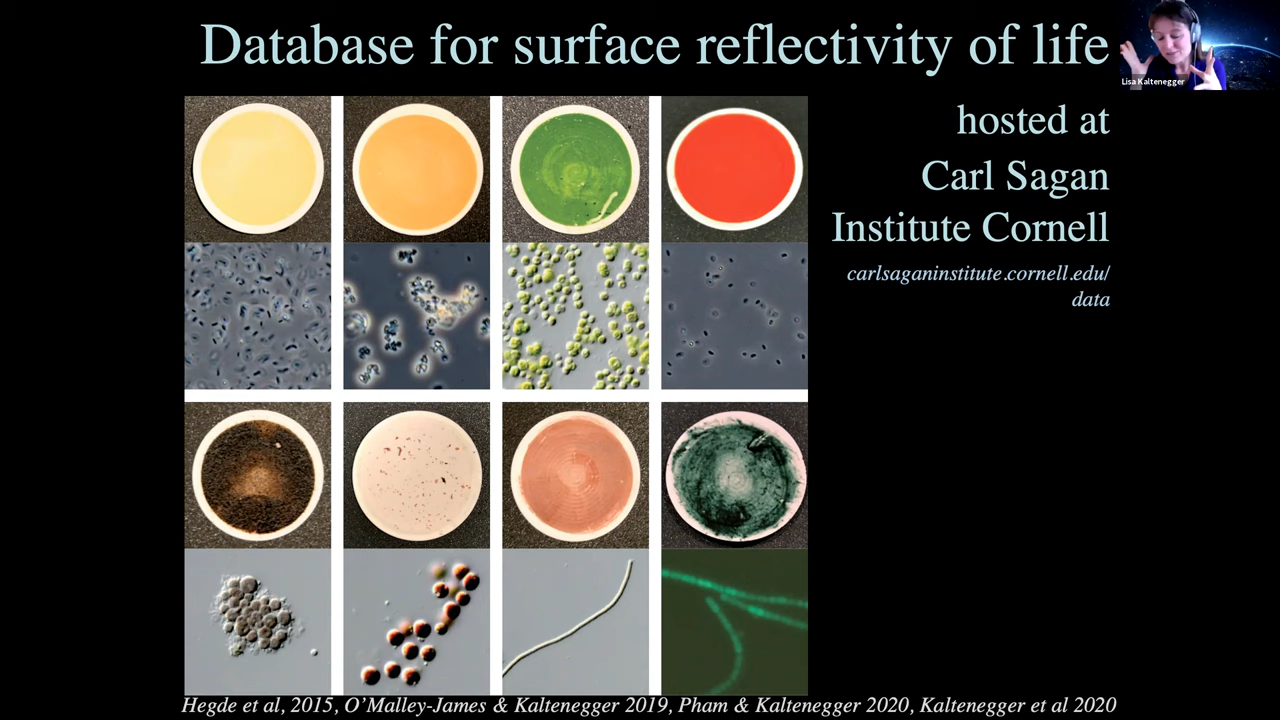 Database for surface reflectivity of life
Lisa Kaltenegger
hosted at
Carl Sagan
Institute Cornell
carlsaganinstitute.cornell.edu/
data
Hegde et al, 2015, O’Malley-James & Kaltenegger 2019, Pham & Kaltenegger 2020, Kaltenegger et al 2020